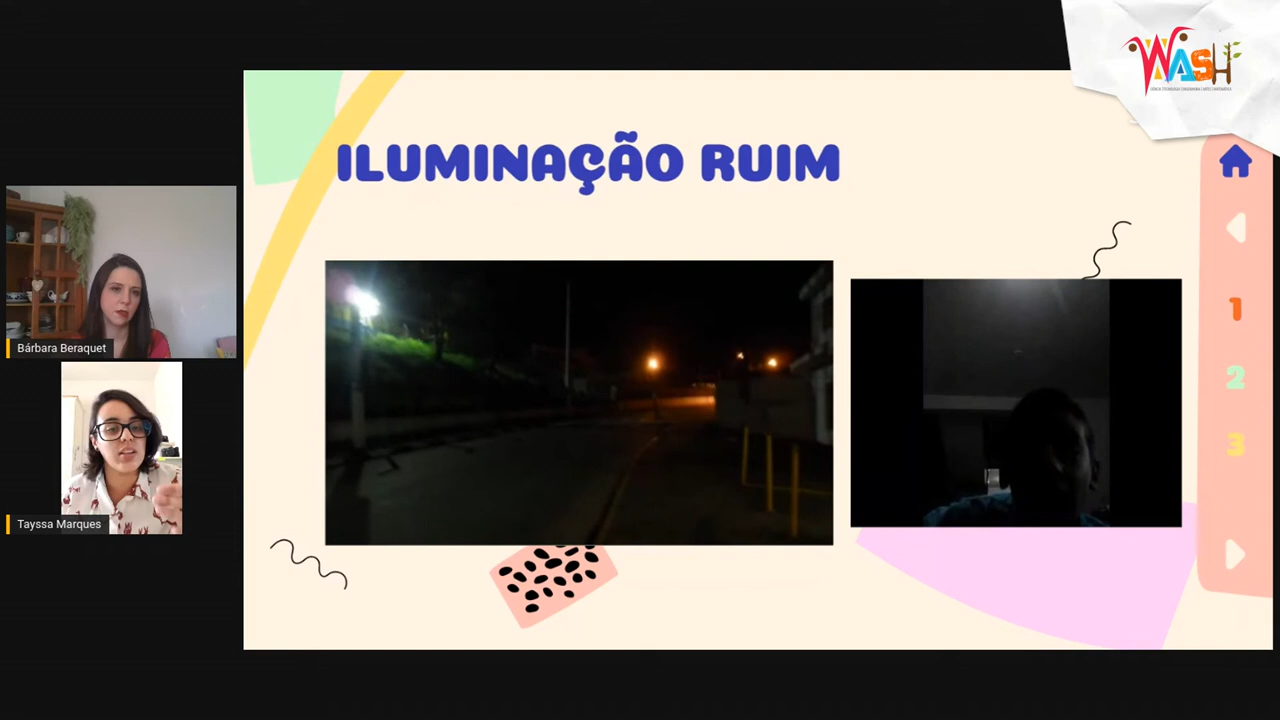 WASH
ILUMINAÇÃO RUIM
1
2
3
Bárbara Beraquet
Tayssa Marques